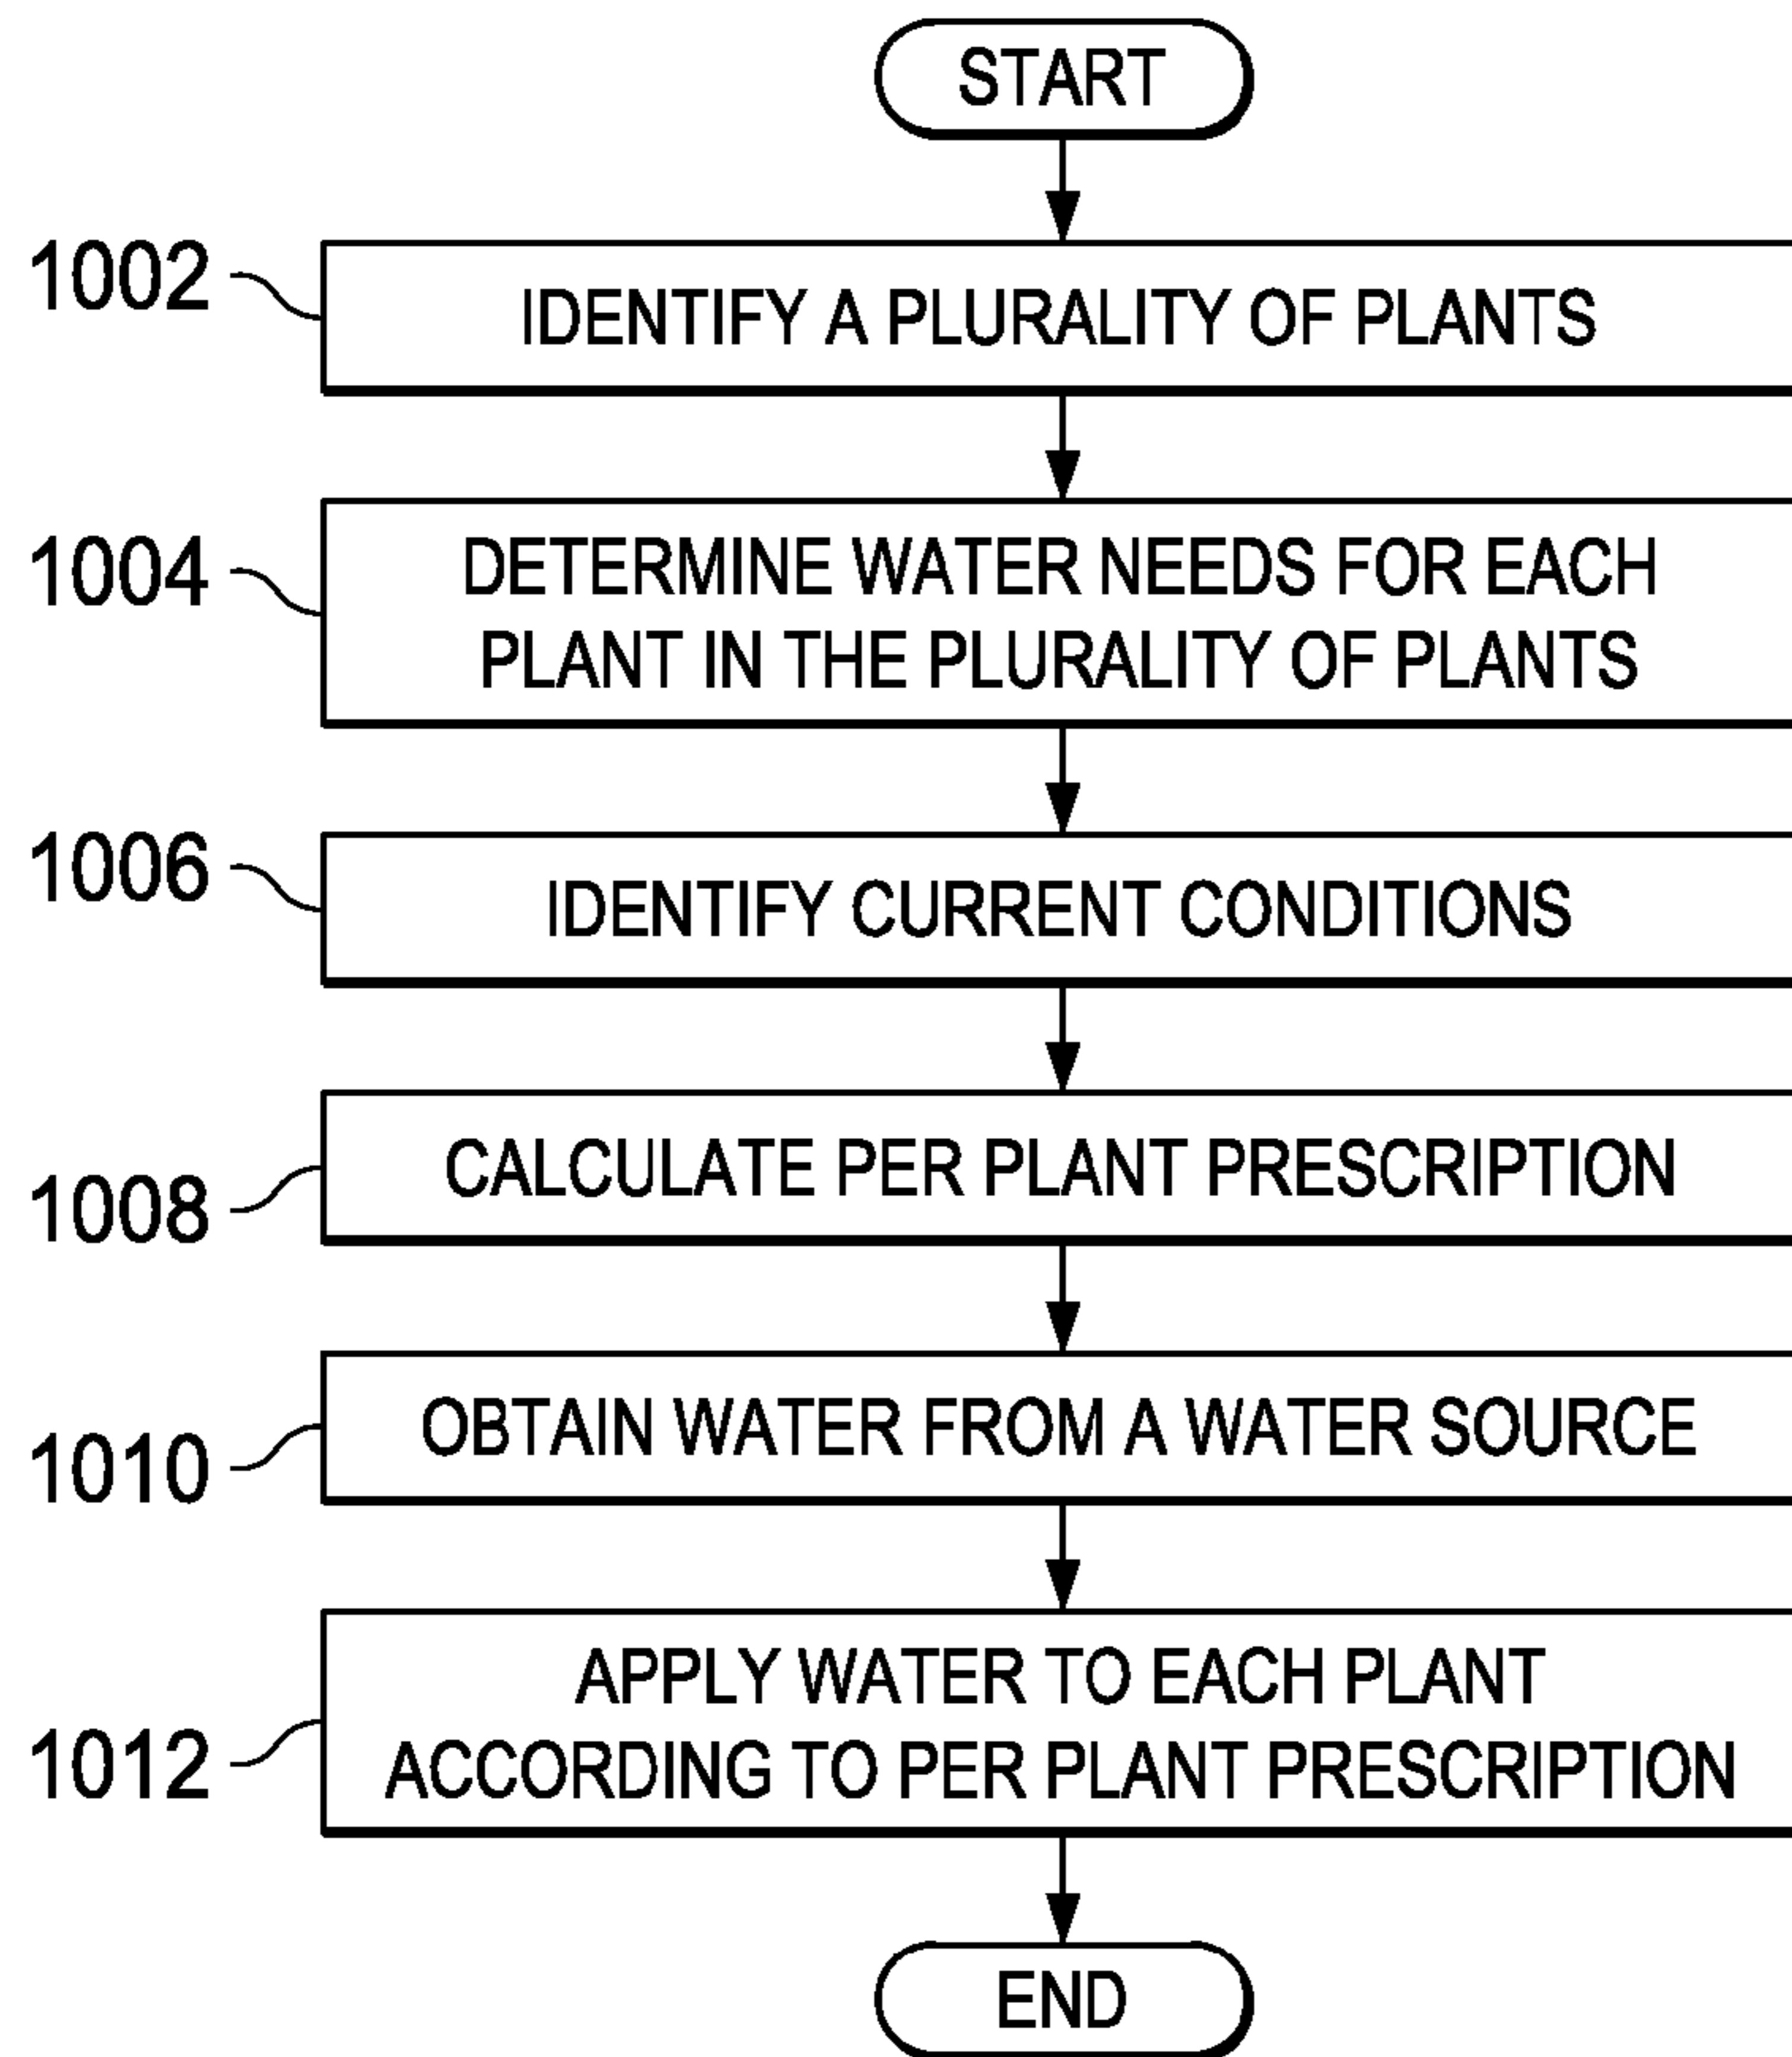 START
1002
IDENTIFY A PLURALITY OF PLANTS
1004
DETERMINE WATER NEEDS FOR EACH
PLANT IN THE PLURALITY OF PLANTS
1006
IDENTIFY CURRENT CONDITIONS
1008
CALCULATE PER PLANT PRESCRIPTION
1010
OBTAIN WATER FROM A WATER SOURCE
1012
APPLY WATER TO EACH PLANT
ACCORDING TO PER PLANT PRESCRIPTION
END